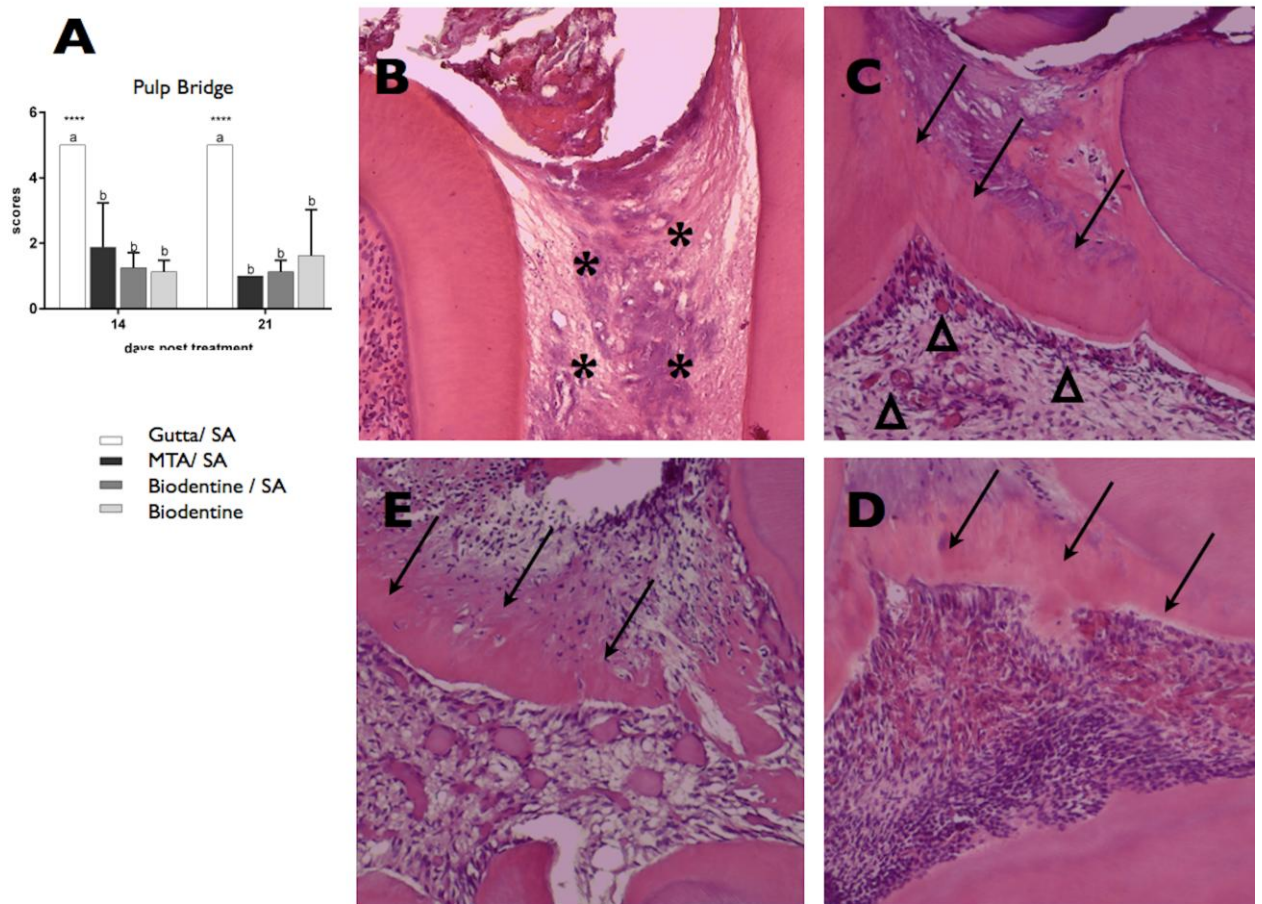 A
Pulp Bridge
6
4
2
0
scores
****
a
b
b
b
****
a
b
b
b
14
21
days post treatment
Gutta/ SA
MTA/ SA
Biodentine / SA
Biodentine
B
*
*
*
*
C
Δ
Δ
Δ
E
D